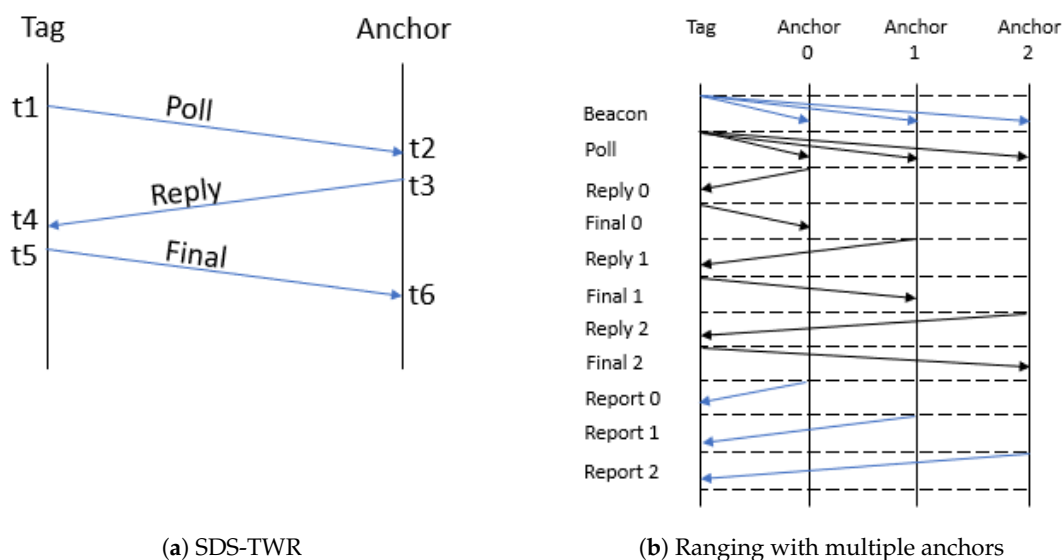 Tag
Anchor
t1
Poll
t2
t3
Reply
t4
t5
Final
t6
(a) SDS-TWR
Tag
Anchor
0
Anchor
1
Anchor
2
Beacon
Poll
Reply 0
Final 0
Reply 1
Final 1
Reply 2
Final 2
Report 0
Report 1
Report 2
(b) Ranging with multiple anchors